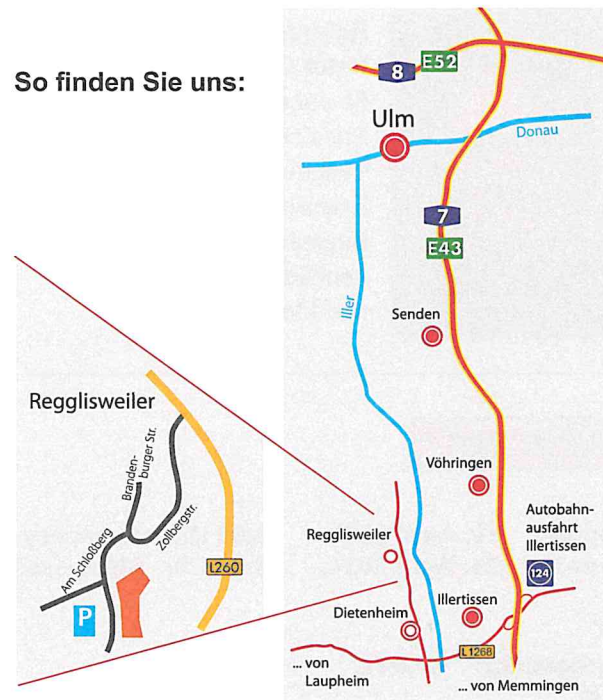 So finden Sie uns:
8
E52
Ulm
Donau
7
E43
Iller
Senden
Vöhringen
Regglisweiler
Autobahn-
ausfahrt
Illertissen
124
Dietenheim
Illertissen
L1268
... von
Laupheim
... von Memmingen
Regglisweiler
Branden-
burger Str.
Zollbergstr.
Am Schloßberg
L260
P